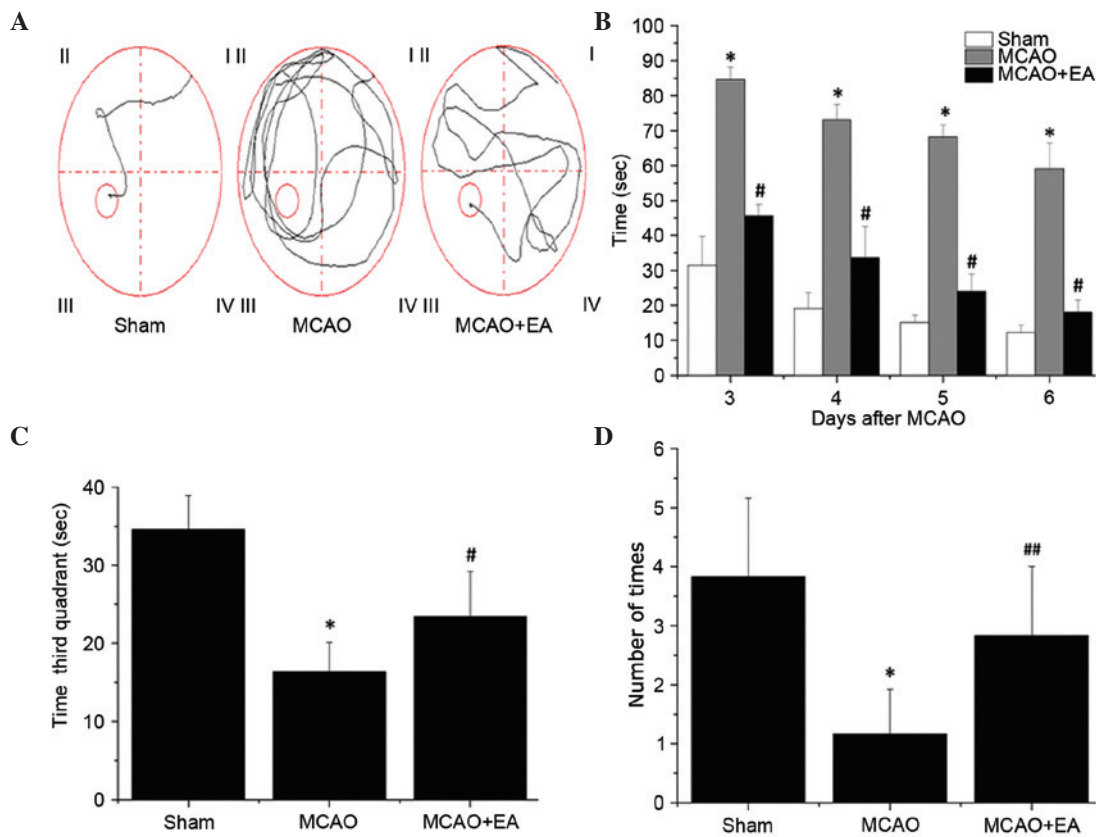 A
II
I II
I II
I
III
IV III
IV III
IV
Sham
MCAO
MCAO+EA
B
Sham
MCAO
MCAO+EA
100
90
80
70
60
50
40
30
20
10
0
Time (sec)
* * * *
# # # #
3 4 5 6
Days after MCAO
C
40
30
20
10
0
Time third quadrant (sec)
*
#
Sham MCAO MCAO+EA
D
6
5
4
3
2
1
0
Number of times
*
##
Sham MCAO MCAO+EA